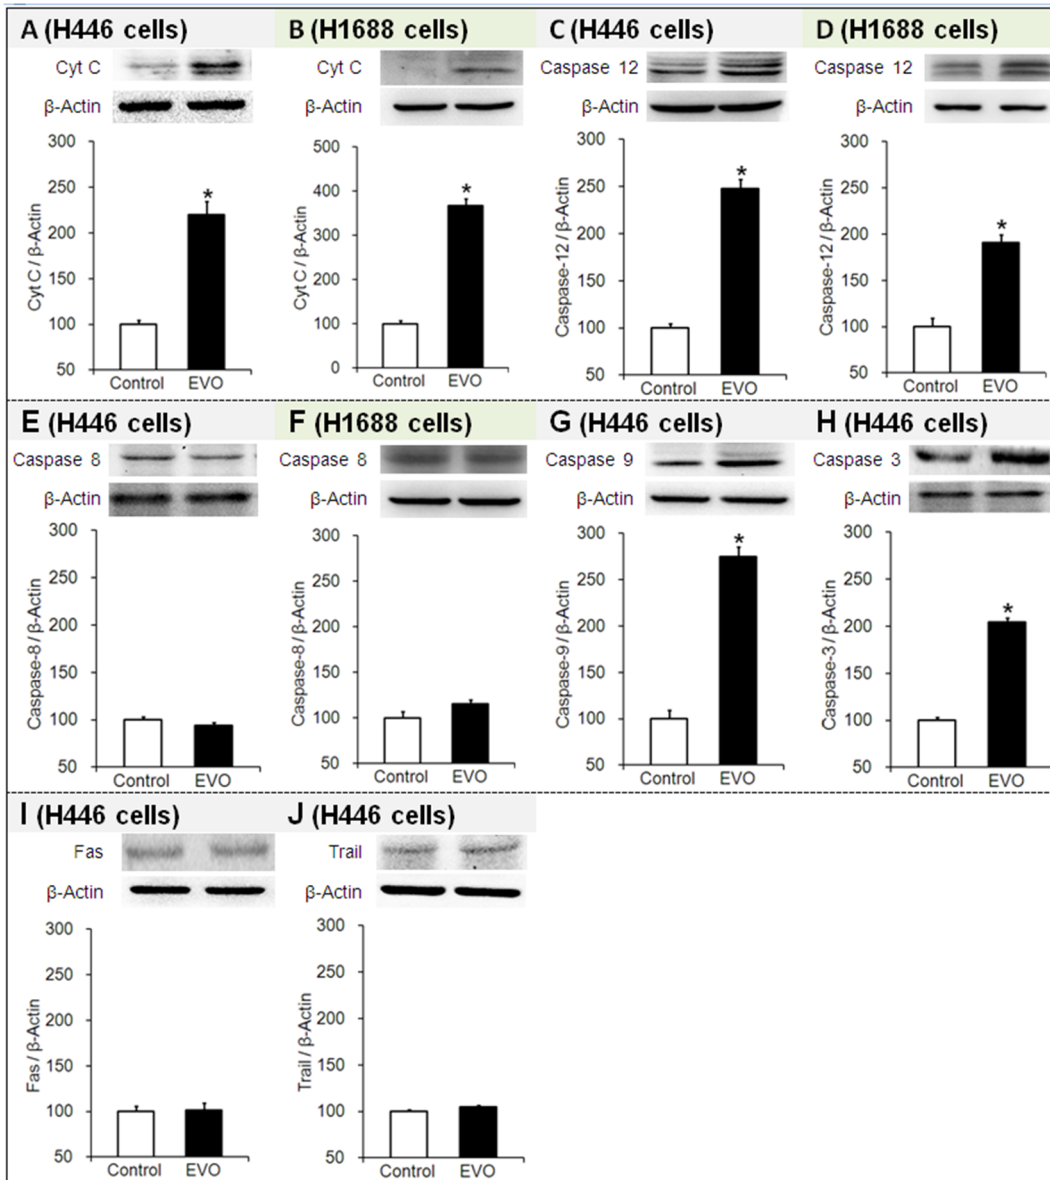 A (H446 cells)
Cyt C
β-Actin
300
250
200
150
100
50
Cyt C / β-Actin
*
Control
EVO
B (H1688 cells)
Cyt C
β-Actin
500
400
300
200
100
0
Cyt C / β-Actin
*
Control
EVO
C (H446 cells)
Caspase 12
β-Actin
300
250
200
150
100
50
Caspase-12 / β-Actin
*
Control
EVO
D (H1688 cells)
Caspase 12
β-Actin
300
250
200
150
100
50
Caspase-12 / β-Actin
*
Control
EVO
E (H446 cells)
Caspase 8
β-Actin
300
250
200
150
100
50
Caspase-8 / β-Actin
Control
EVO
F (H1688 cells)
Caspase 8
β-Actin
300
250
200
150
100
50
Caspase-8 / β-Actin
Control
EVO
G (H446 cells)
Caspase 9
β-Actin
300
250
200
150
100
50
Caspase-9 / β-Actin
*
Control
EVO
H (H446 cells)
Caspase 3
β-Actin
300
250
200
150
100
50
Caspase-3 / β-Actin
*
Control
EVO
I (H446 cells)
Fas
β-Actin
300
250
200
150
100
50
Fas / β-Actin
Control
EVO
J (H446 cells)
Trail
β-Actin
300
250
200
150
100
50
Trail / β-Actin
Control
EVO